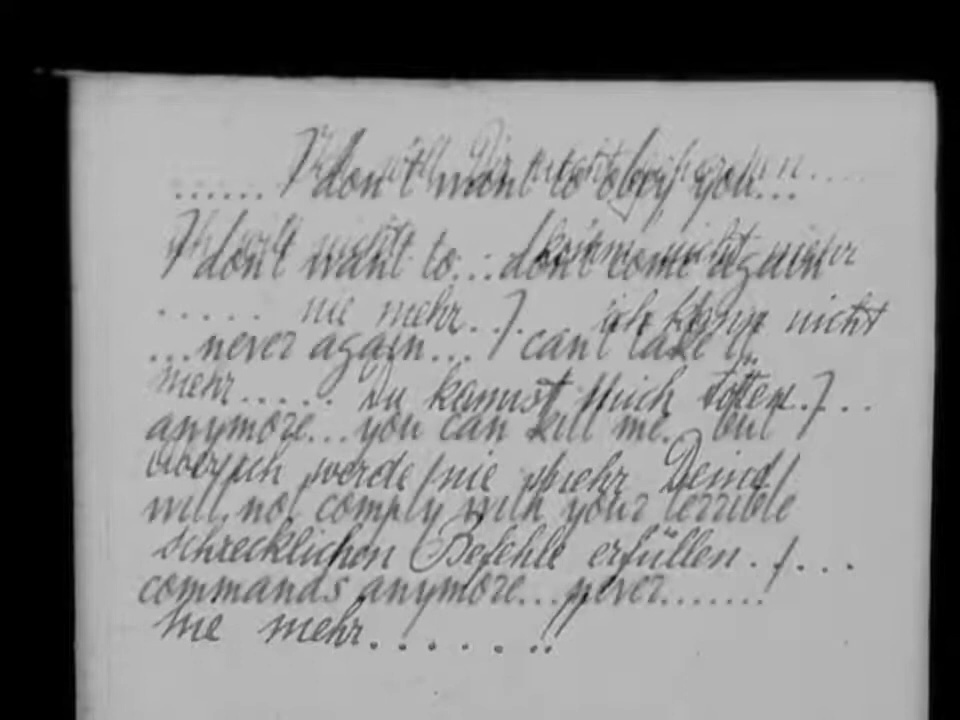 ...... I don't want to obey you...
I don't want to... don't come again
..... nie mehr... ich kann nicht
...never again... I can't take it
mehr..... Du kannst mich töten...
anymore... you can kill me. but I
Aber ich werde nie mehr Deine
will not comply with your terrible
schrecklichen Befehle erfüllen.....
commands anymore... never.......
nie mehr.......